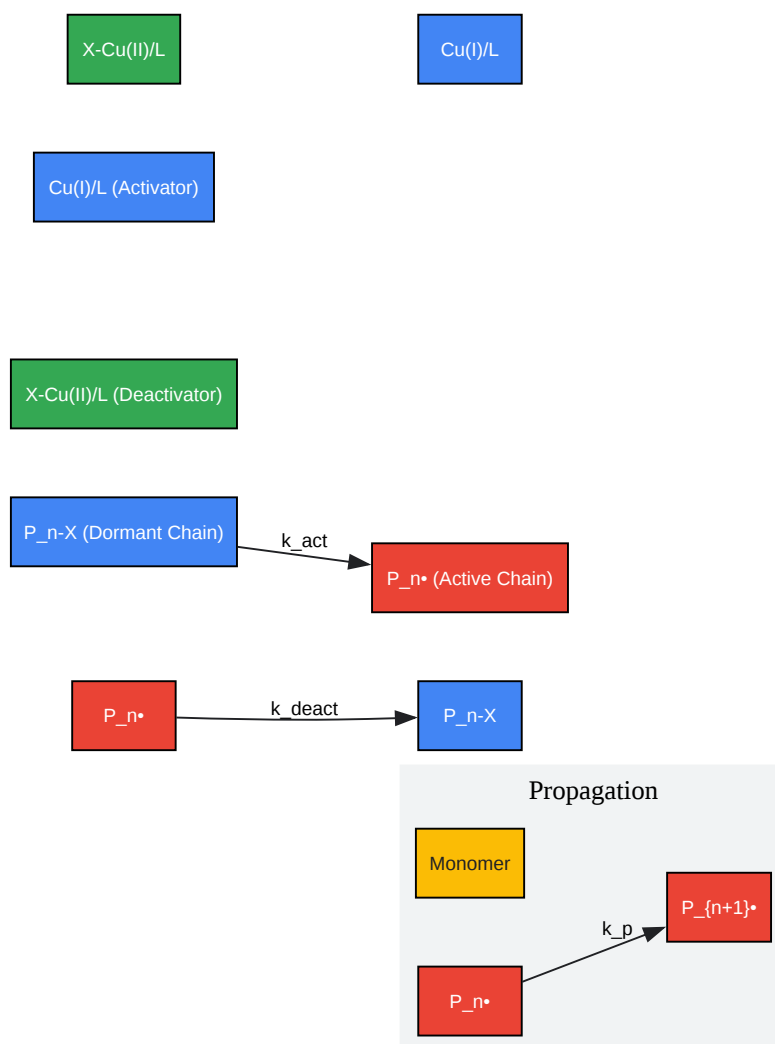 X-Cu(II)/L
Cu(I)/L
Cu(I)/L (Activator)
X-Cu(II)/L (Deactivator)
P_n-X (Dormant Chain)
k_act
P_n• (Active Chain)
P_n•
k_deact
P_n-X
Propagation
Monomer
P_{n+1}•
k_p
P_n•